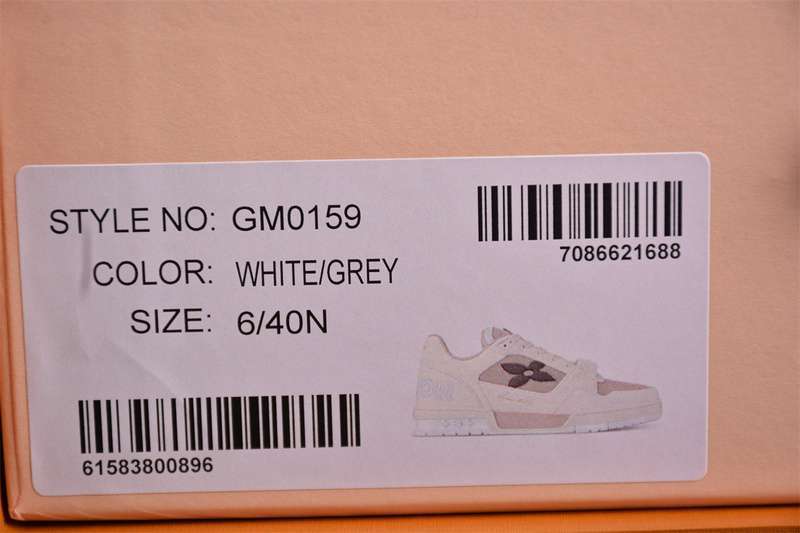 STYLE NO: GM0159
7086621688
COLOR: WHITE/GREY
SIZE: 6/40N
61583800896